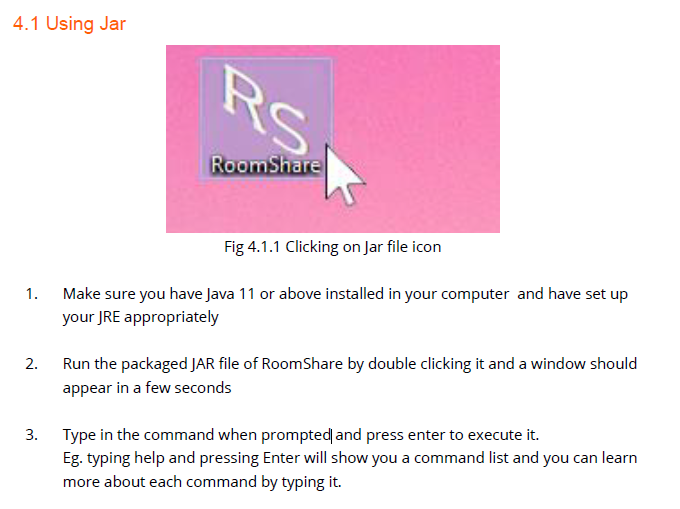 4.1 Using Jar
RS
RoomShare
Fig 4.1.1 Clicking on Jar file icon
1. Make sure you have Java 11 or above installed in your computer  and have set up
your JRE appropriately
2. Run the packaged JAR file of RoomShare by double clicking it and a window should
appear in a few seconds
3. Type in the command when prompted and press enter to execute it.
Eg. typing help and pressing Enter will show you a command list and you can learn
more about each command by typing it.